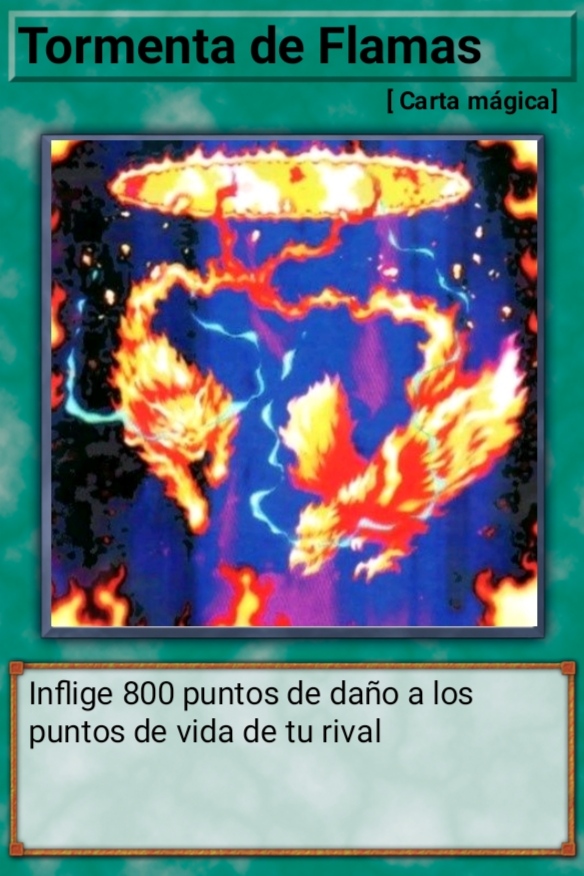 Tormenta de Flamas
[ Carta mágica]
Inflige 800 puntos de daño a los
puntos de vida de tu rival